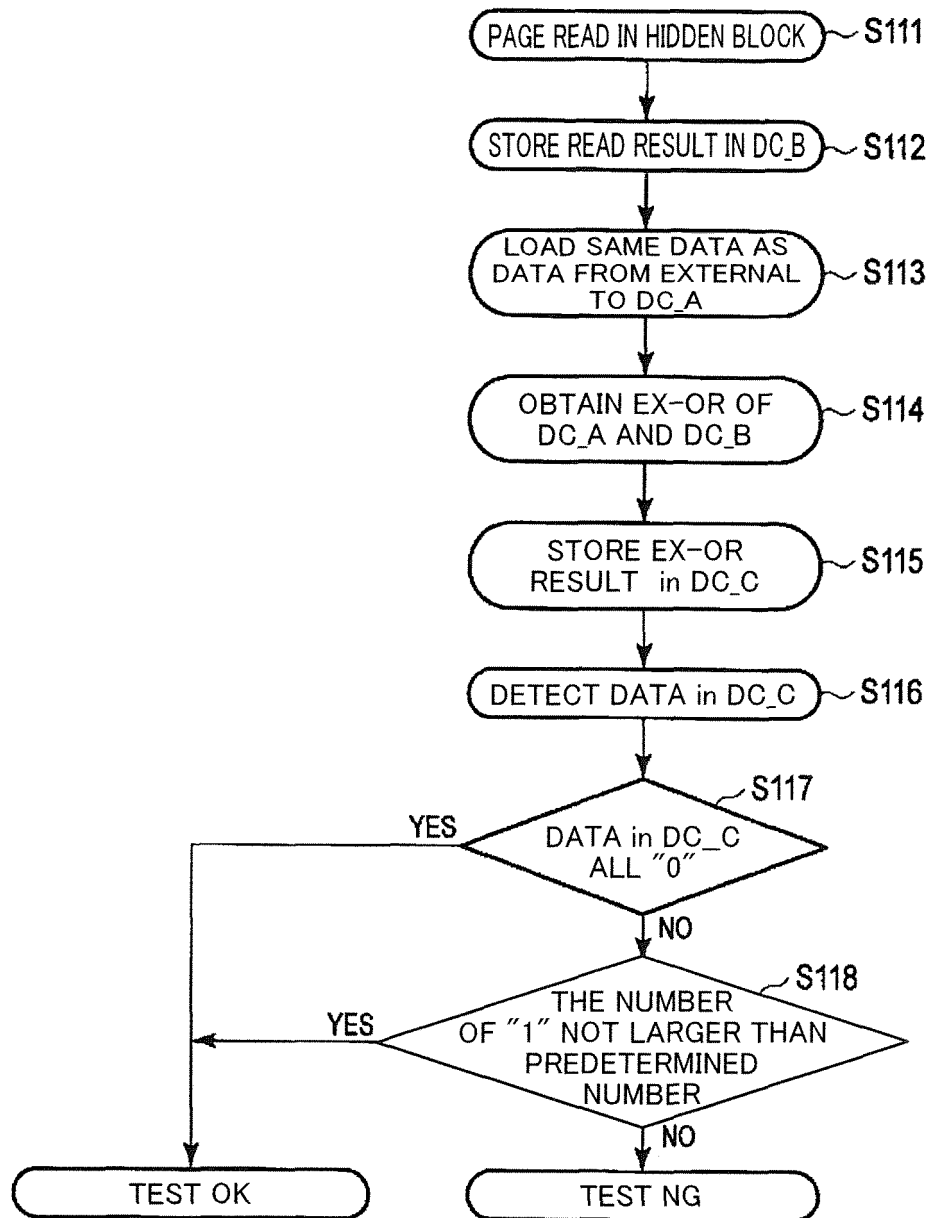 PAGE READ IN HIDDEN BLOCK
S111
STORE READ RESULT IN DC_B
S112
LOAD SAME DATA AS
DATA FROM EXTERNAL
TO DC_A
S113
OBTAIN EX-OR OF
DC_A AND DC_B
S114
STORE EX-OR
RESULT in DC_C
S115
DETECT DATA in DC_C
S116
S117
YES
DATA in DC_C
ALL "0"
NO
S118
YES
THE NUMBER
OF "1" NOT LARGER THAN
PREDETERMINED
NUMBER
NO
TEST OK
TEST NG